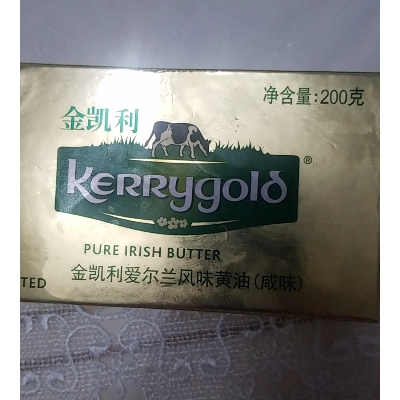 净含量:200克
金凯利
Kerrygold®
PURE IRISH BUTTER
金凯利爱尔兰风味黄油(咸味)
TED